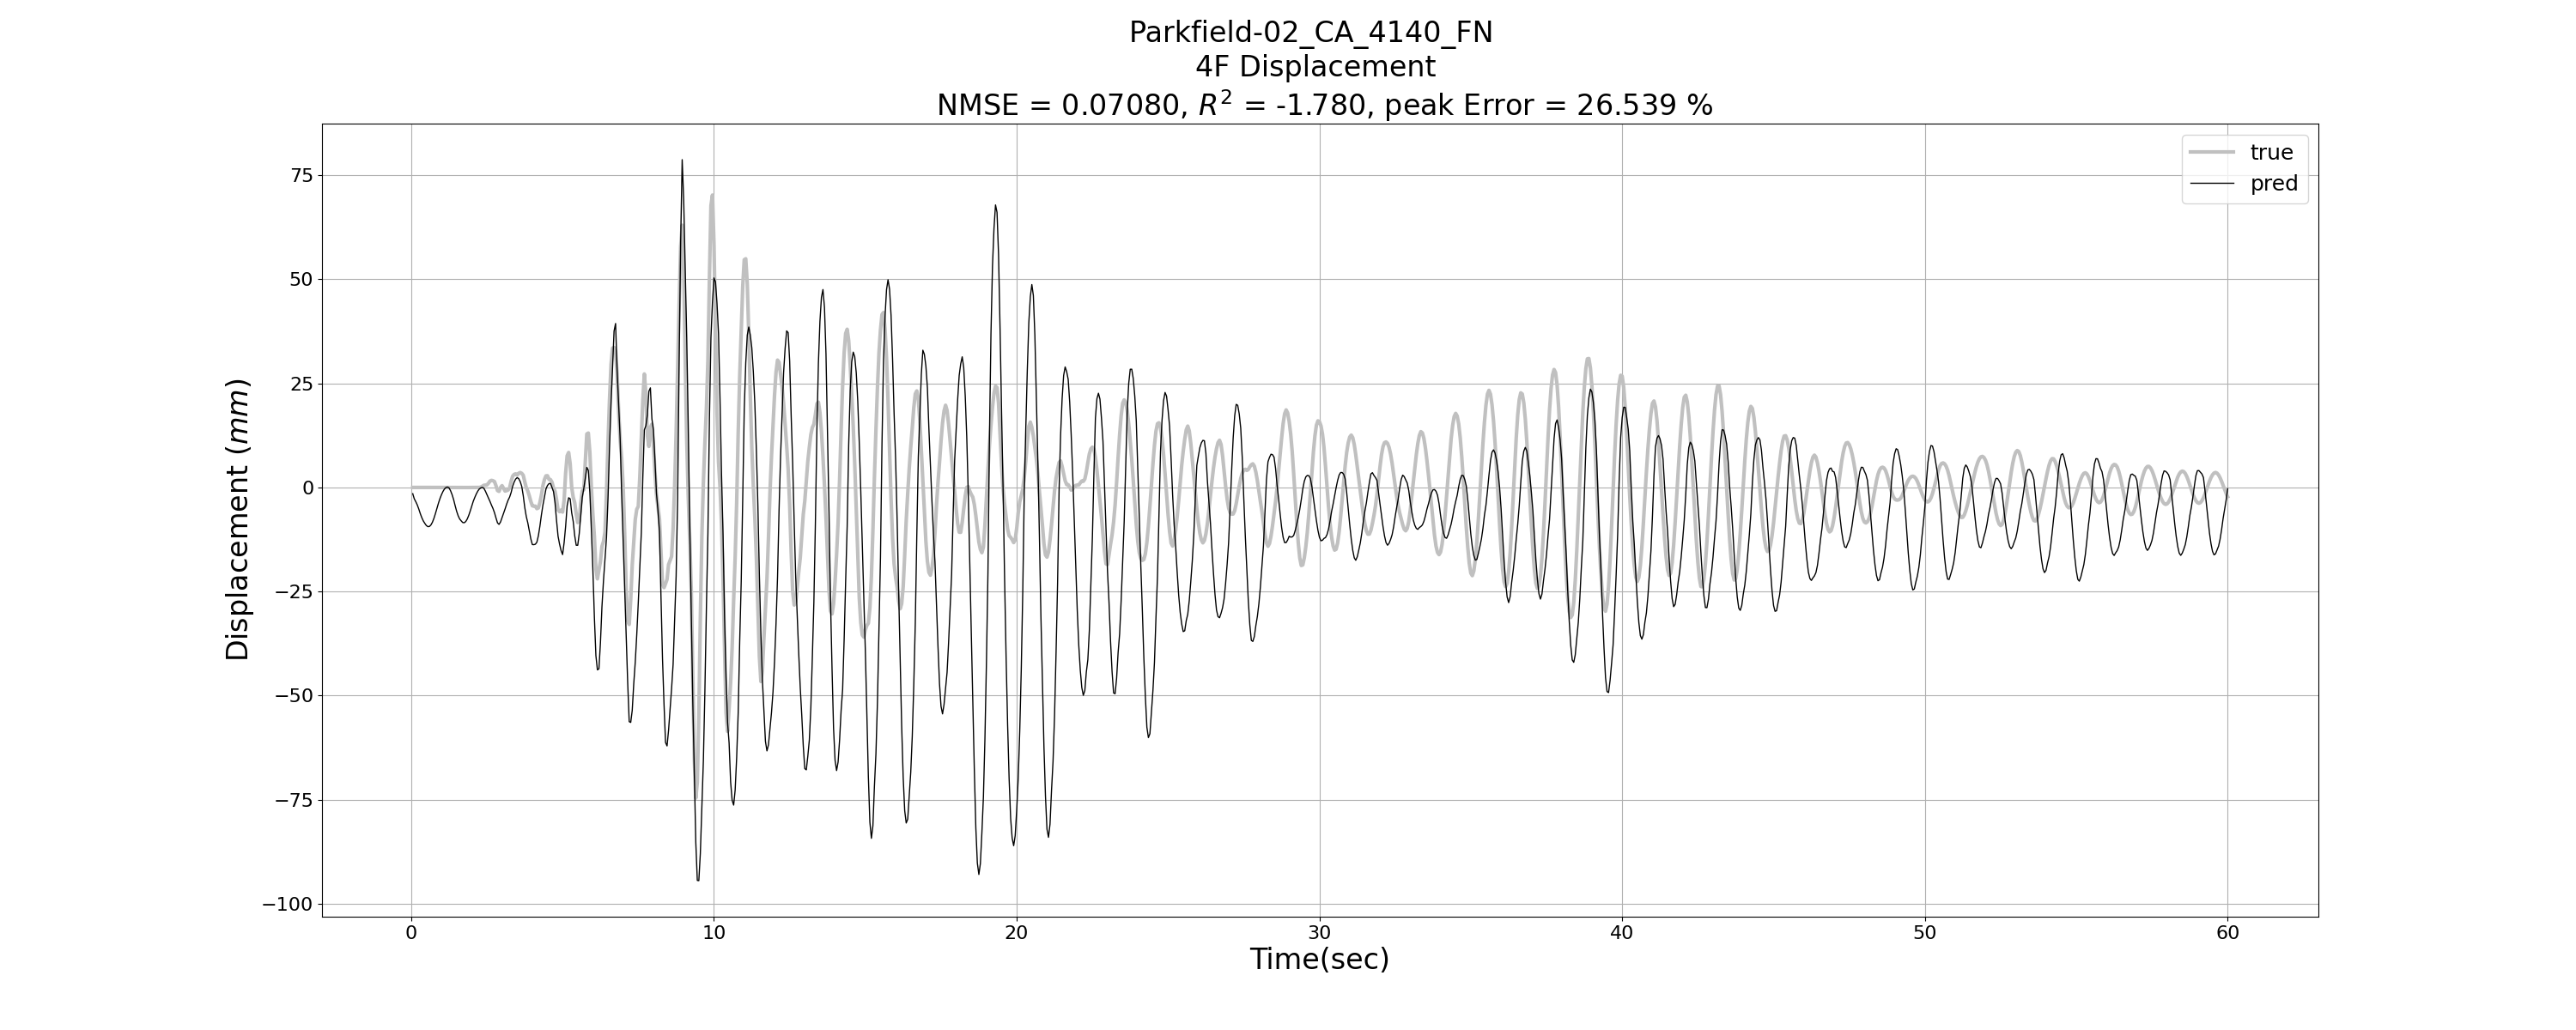 Parkfield-02_CA_4140_FN
4F Displacement
NMSE = 0.07080, R² = -1.780, peak Error = 26.539 %
true
pred
Displacement (mm)
75
50
25
0
−25
−50
−75
−100
0 10 20 30 40 50 60
Time(sec)